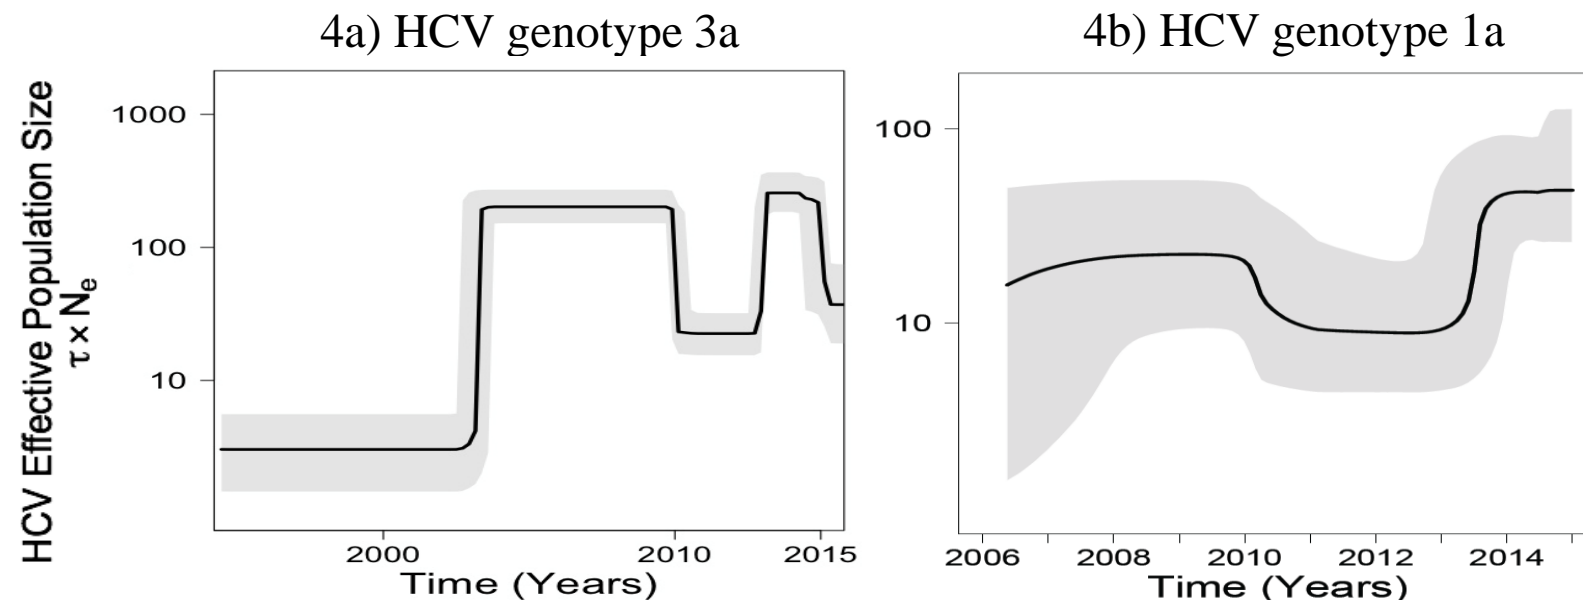 4a) HCV genotype 3a
4b) HCV genotype 1a
HCV Effective Population Size
τ × Ne
1000
100
10
2000
2010
2015
Time (Years)
100
10
2006
2008
2010
2012
2014
Time (Years)